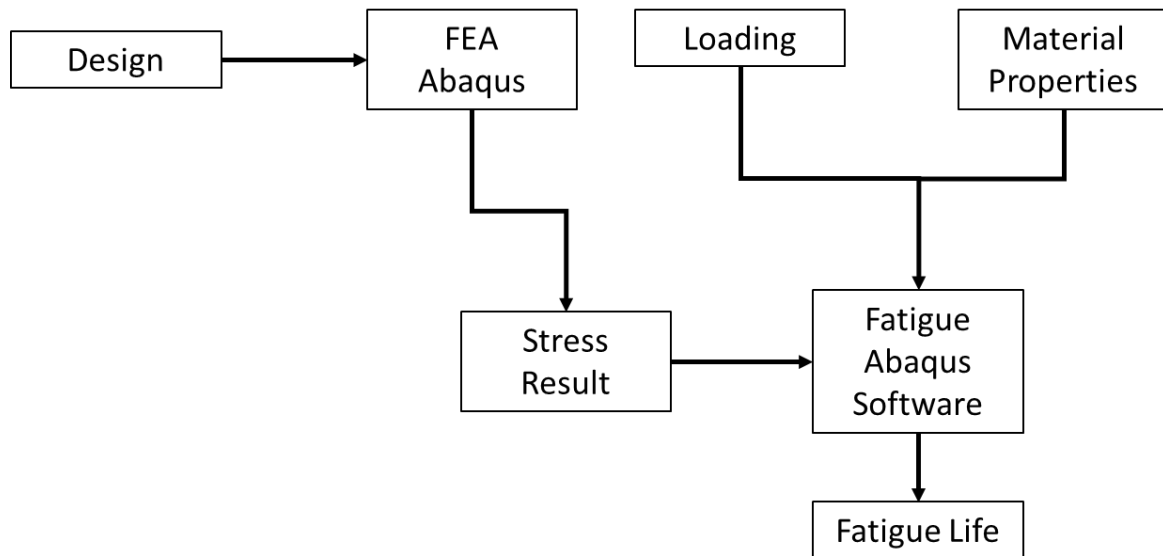 Design
FEA
Abaqus
Loading
Material
Properties
Stress
Result
Fatigue
Abaqus
Software
Fatigue Life